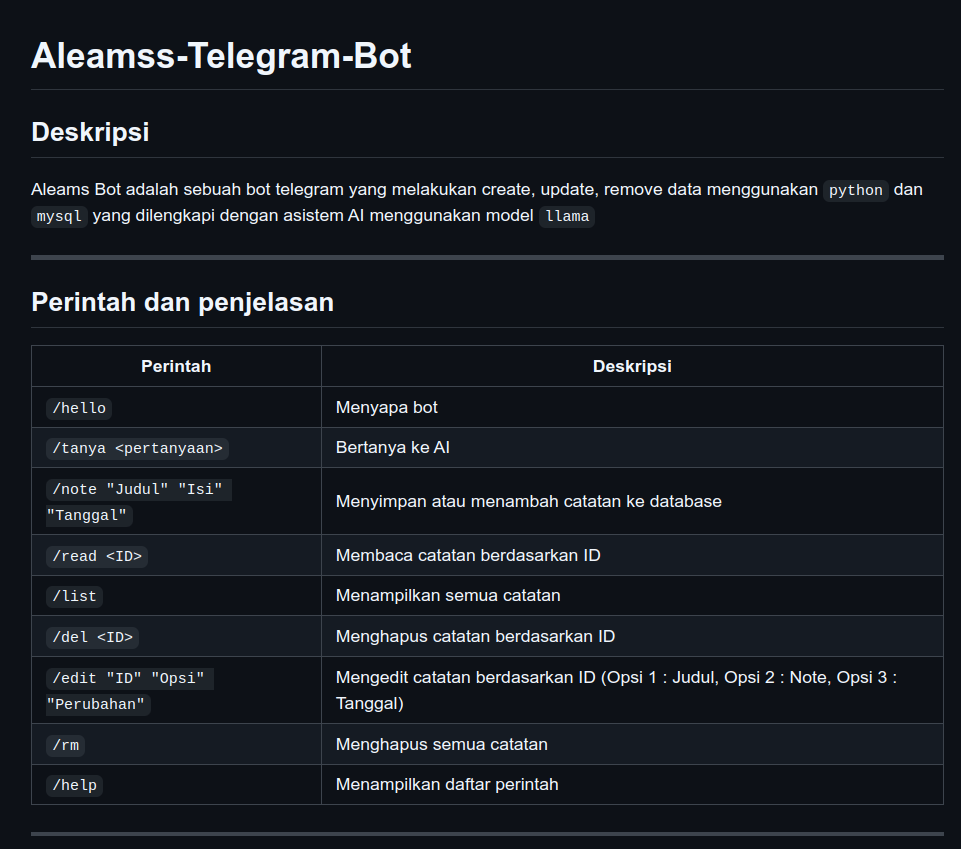 Aleamss-Telegram-Bot
Deskripsi
Aleams Bot adalah sebuah bot telegram yang melakukan create, update, remove data menggunakan python dan
mysql yang dilengkapi dengan asistem AI menggunakan model llama
Perintah dan penjelasan
Perintah Deskripsi
/hello Menyapa bot
/tanya <pertanyaan> Bertanya ke AI
/note "Judul" "Isi"
"Tanggal" Menyimpan atau menambah catatan ke database
/read <ID> Membaca catatan berdasarkan ID
/list Menampilkan semua catatan
/del <ID> Menghapus catatan berdasarkan ID
/edit "ID" "Opsi"
"Perubahan" Mengedit catatan berdasarkan ID (Opsi 1 : Judul, Opsi 2 : Note, Opsi 3 :
Tanggal)
/rm Menghapus semua catatan
/help Menampilkan daftar perintah